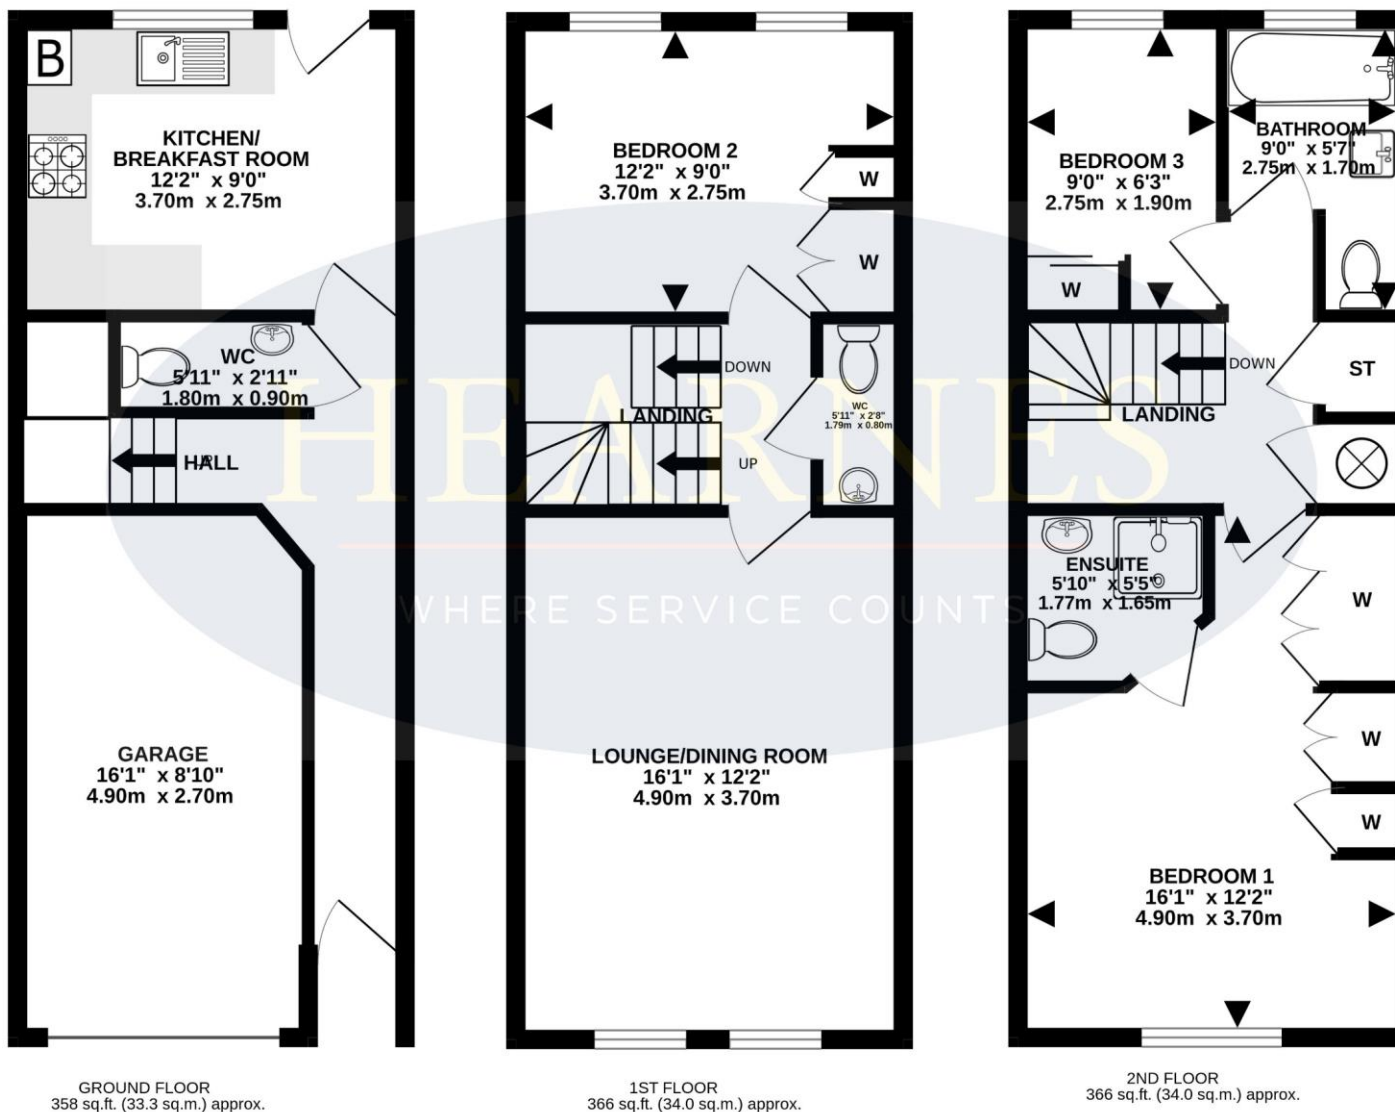 B
KITCHEN/
BREAKFAST ROOM
12'2" x 9'0"
3.70m x 2.75m
WC
5'11" x 2'11"
1.80m x 0.90m
HALL
GARAGE
16'1" x 8'10"
4.90m x 2.70m
GROUND FLOOR
358 sq.ft. (33.3 sq.m.) approx.
BEDROOM 2
12'2" x 9'0"
3.70m x 2.75m
W
W
DOWN
LANDING
UP
WC
5'11" x 2'8"
1.79m x 0.80m
LOUNGE/DINING ROOM
16'1" x 12'2"
4.90m x 3.70m
1ST FLOOR
366 sq.ft. (34.0 sq.m.) approx.
BEDROOM 3
9'0" x 6'3"
2.75m x 1.90m
W
BATHROOM
9'0" x 5'7"
2.75m x 1.70m
DOWN
ST
LANDING
ENSUITE
5'10" x 5'5"
1.77m x 1.65m
W
W
W
BEDROOM 1
16'1" x 12'2"
4.90m x 3.70m
2ND FLOOR
366 sq.ft. (34.0 sq.m.) approx.
HEARNES
WHERE SERVICE COUNTS